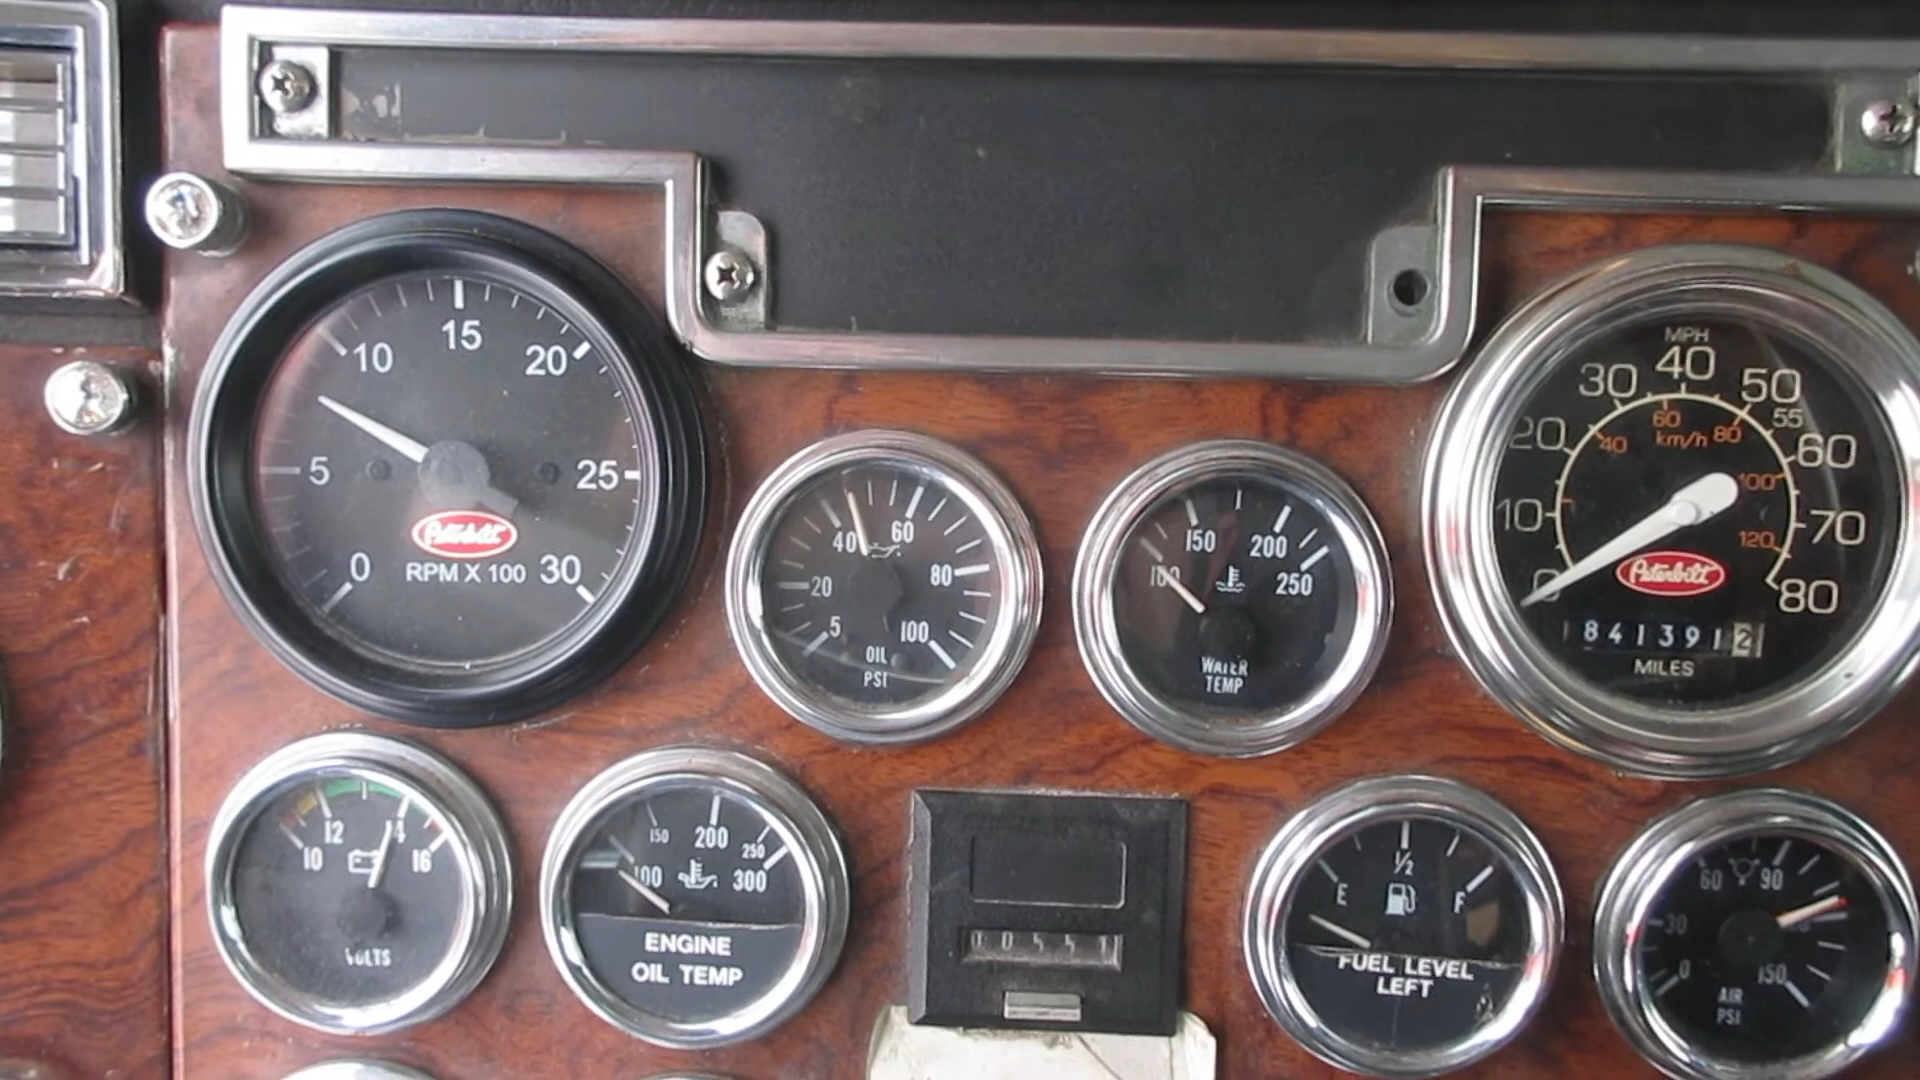 5
10
15
20
25
0
RPM X 100
30
Peterbilt
40
60
20
80
5
100
OIL
PSI
150
200
100
250
WATER
TEMP
MPH
40
30
50
60
55
20
40
km/h
80
60
100
10
70
120
0
Peterbilt
80
8413912
MILES
12
14
10
16
VOLTS
150
200
250
100
300
ENGINE
OIL TEMP
00551
1/2
E
F
FUEL LEVEL
LEFT
60
90
30
0
150
AIR
PSI